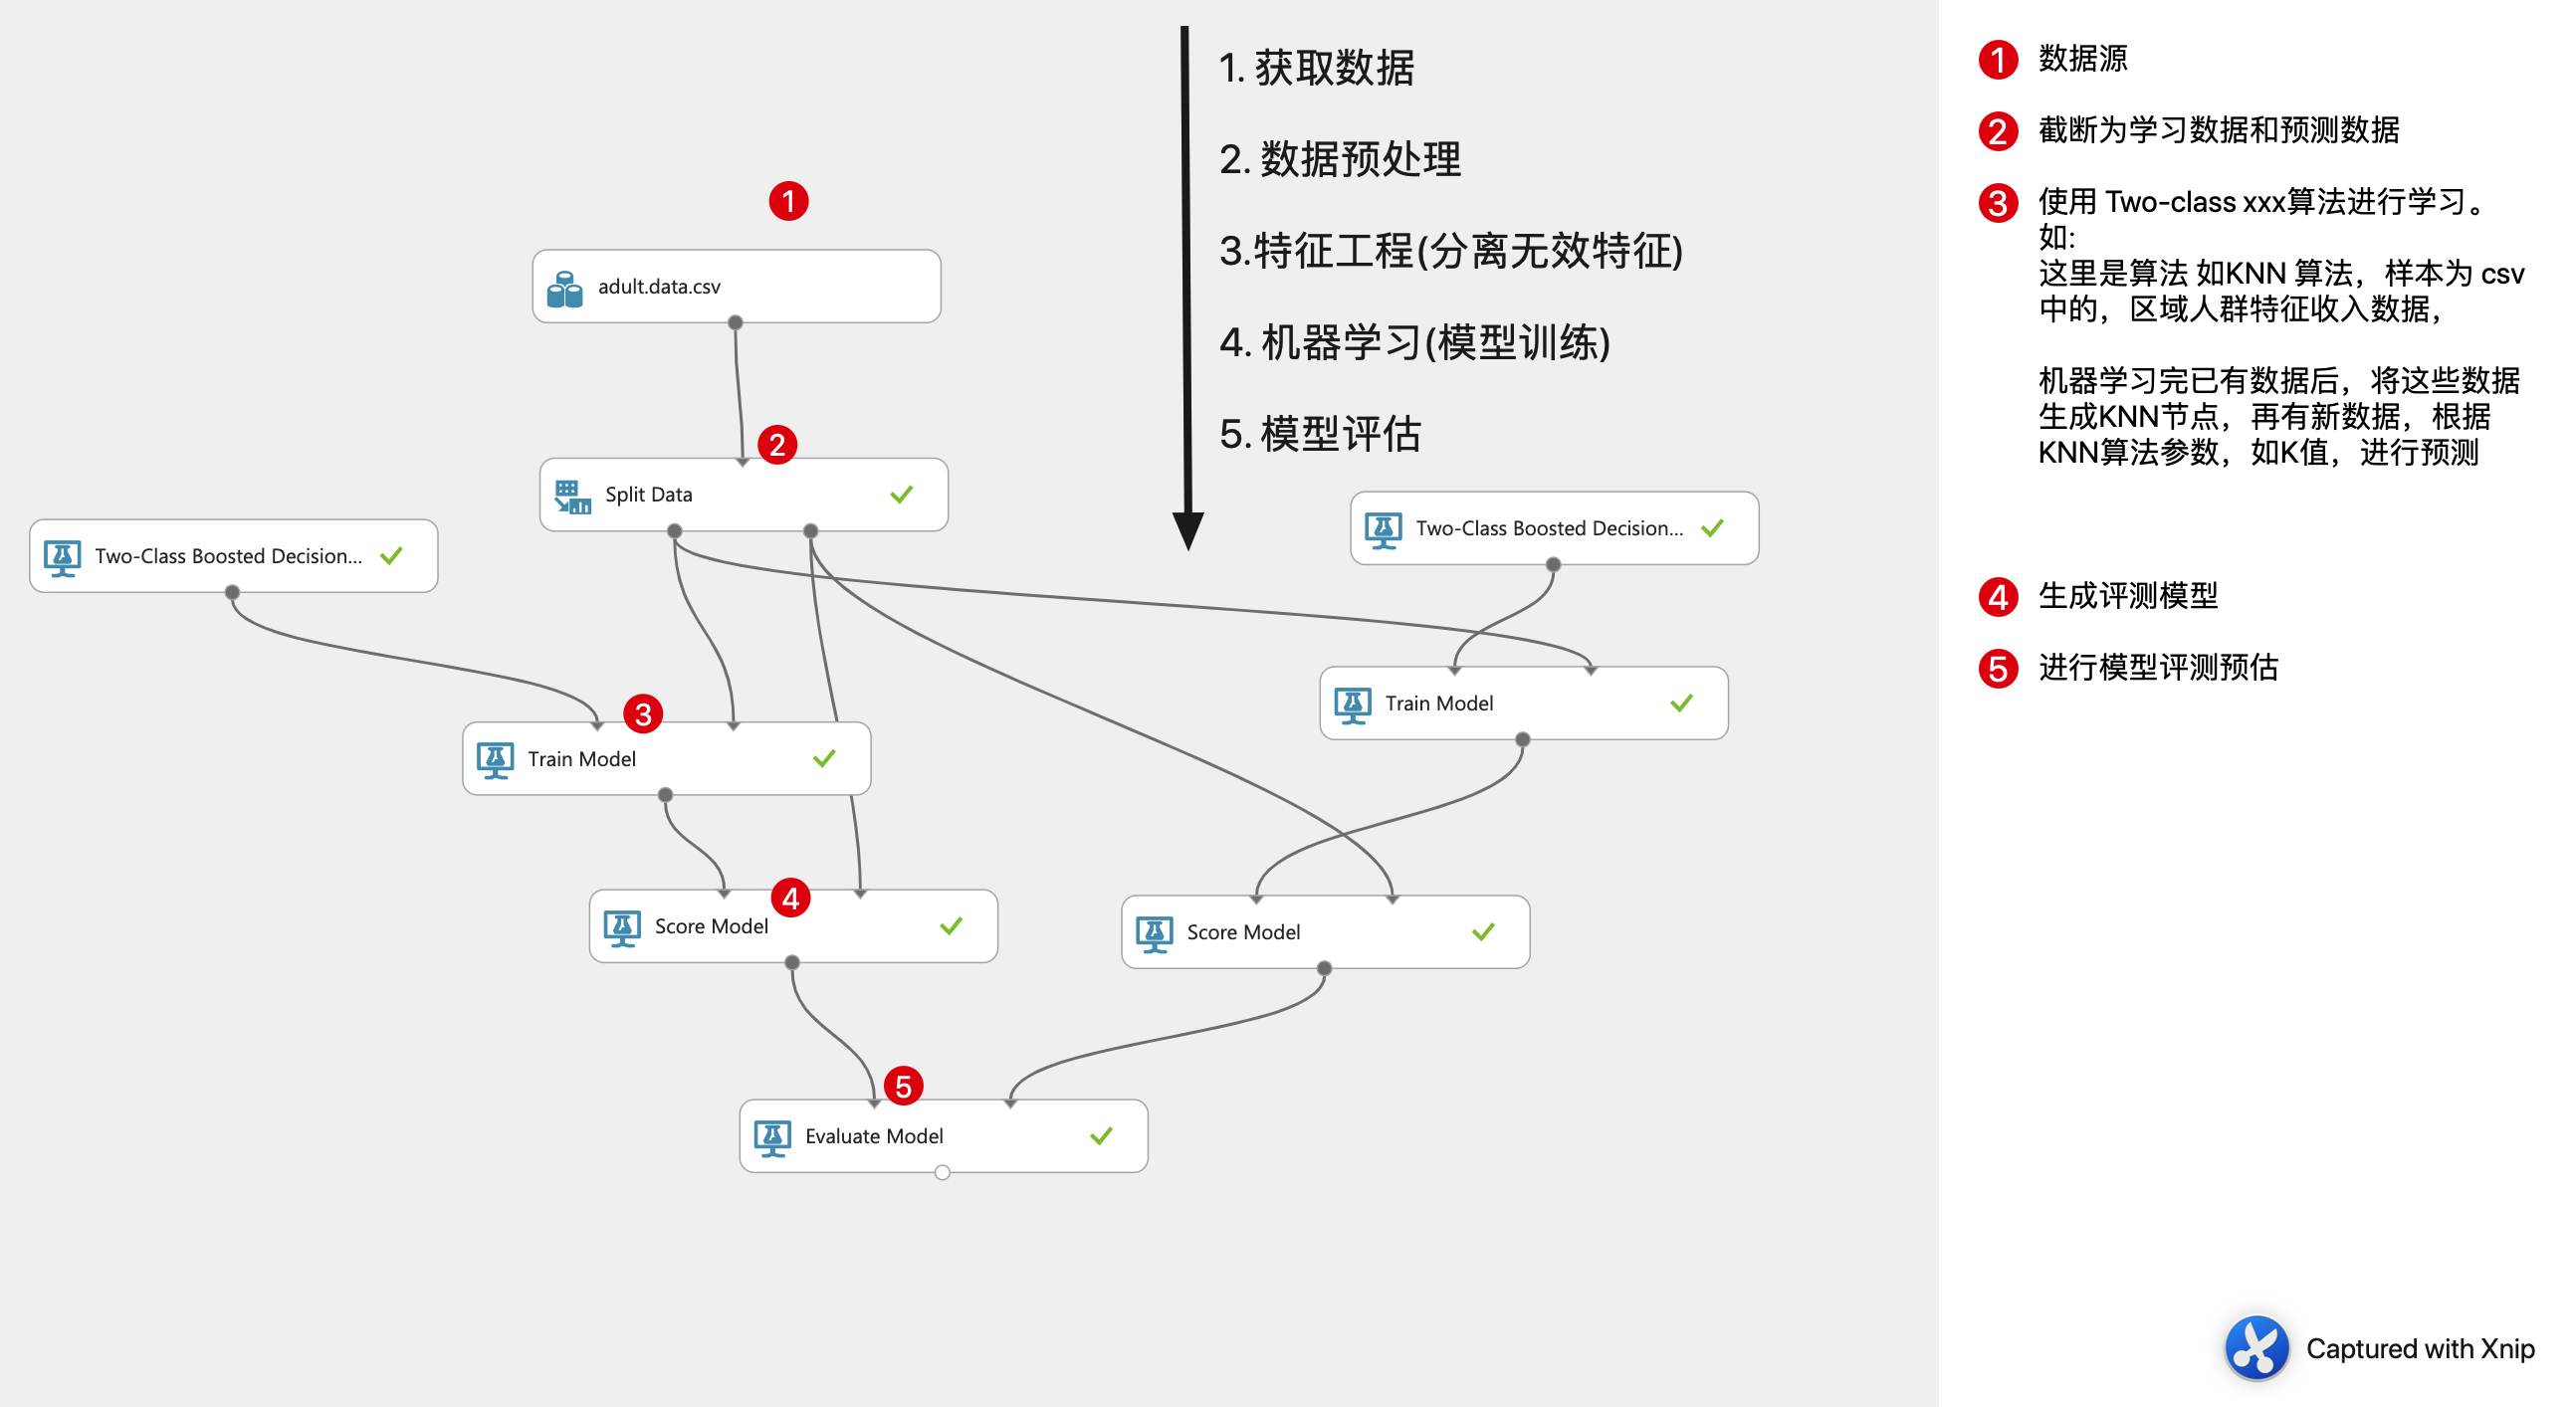 1. 获取数据
2. 数据预处理
3.特征工程(分离无效特征)
4. 机器学习(模型训练)
5. 模型评估
1
adult.data.csv
2
Split Data
Two-Class Boosted Decision...
Two-Class Boosted Decision...
3
Train Model
Train Model
4
Score Model
Score Model
5
Evaluate Model
1 数据源
2 截断为学习数据和预测数据
3 使用 Two-class xxx算法进行学习。
如:
这里是算法 如KNN 算法，样本为 csv
中的，区域人群特征收入数据，
机器学习完已有数据后，将这些数据
生成KNN节点，再有新数据，根据
KNN算法参数，如K值，进行预测
4 生成评测模型
5 进行模型评测预估
Captured with Xnip